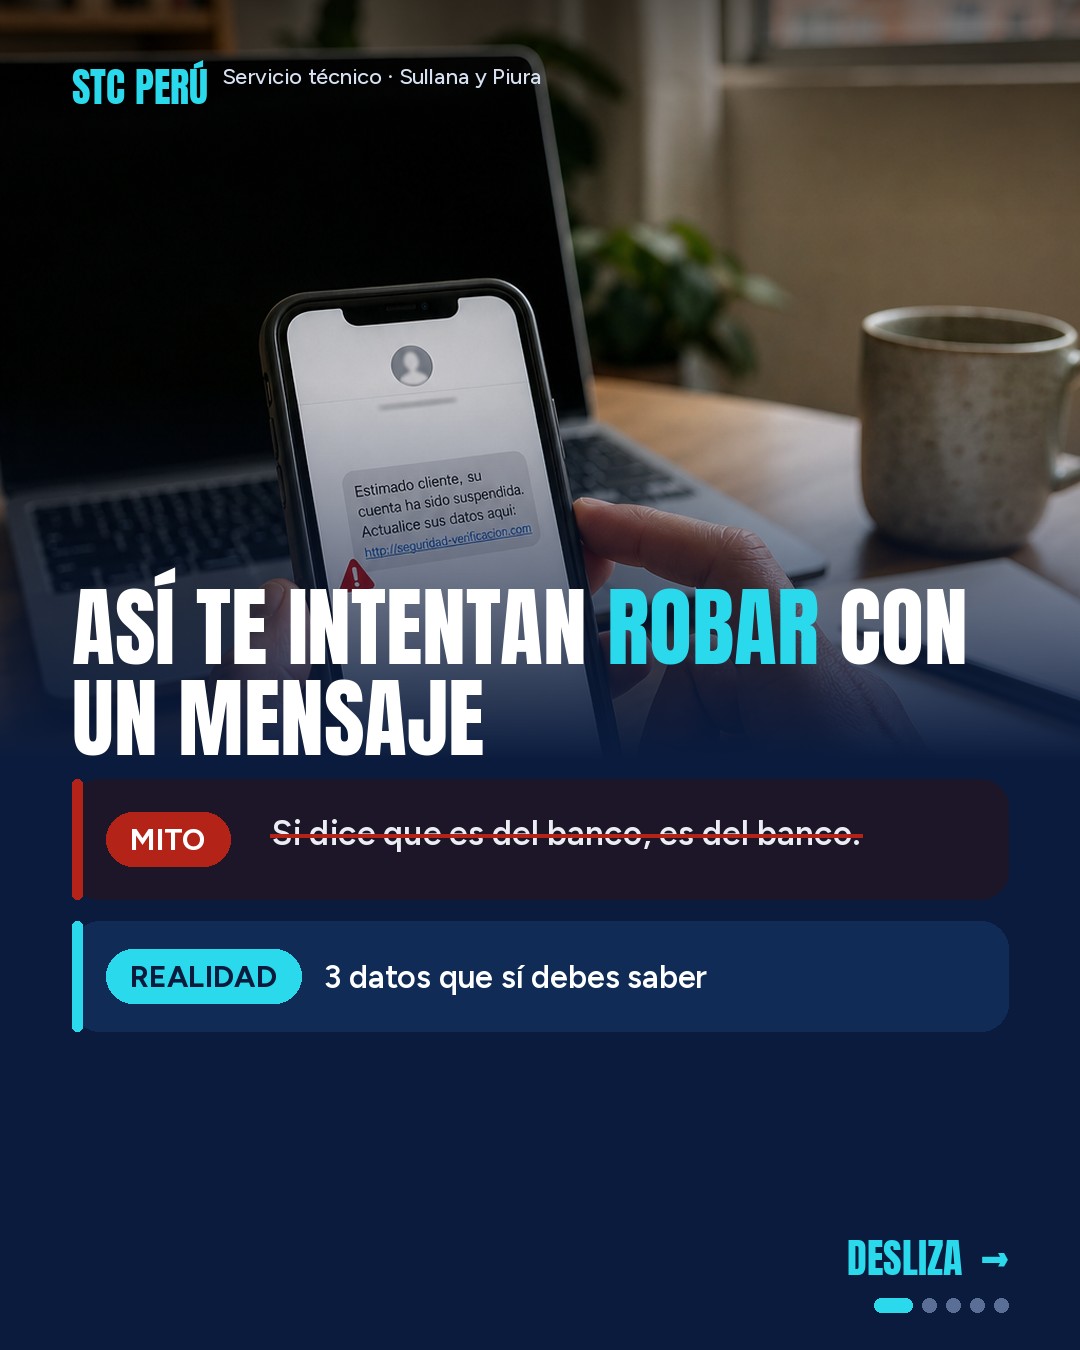 STC PERÚ Servicio técnico · Sullana y Piura
Estimado cliente, su
cuenta ha sido suspendida.
Actualice sus datos aquí:
http://seguridad-verificacion.com
ASÍ TE INTENTAN ROBAR CON
UN MENSAJE
MITO Si dice que es del banco, es del banco.
REALIDAD 3 datos que sí debes saber
DESLIZA →